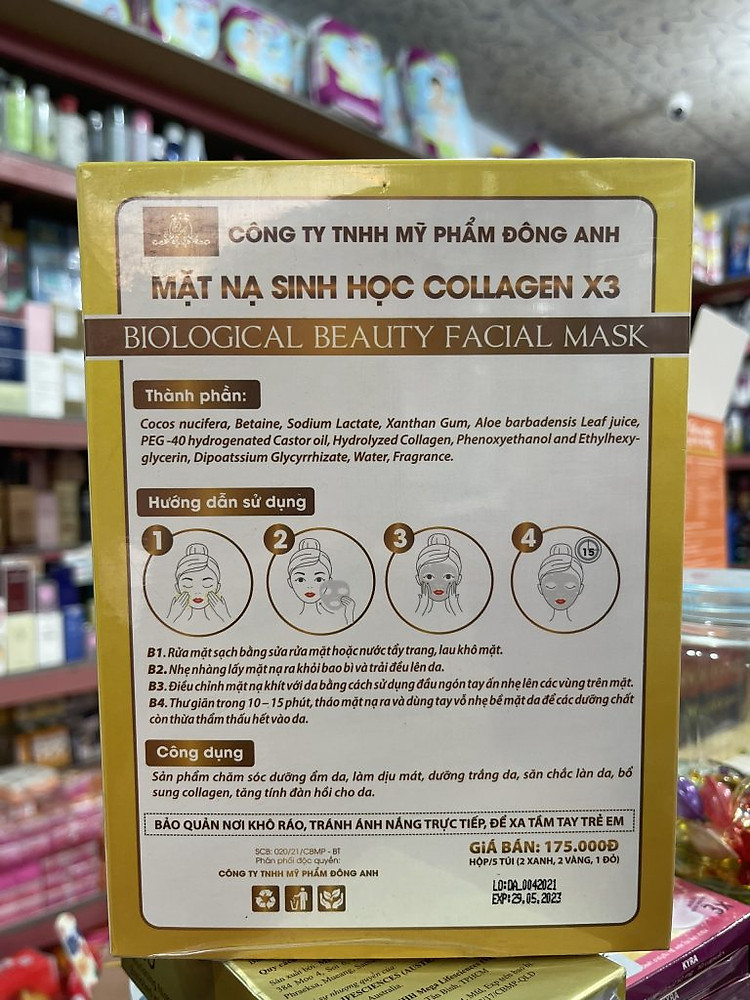 CÔNG TY TNHH MỸ PHẨM ĐÔNG ANH
MẶT NẠ SINH HỌC COLLAGEN X3
BIOLOGICAL BEAUTY FACIAL MASK
Thành phần:
Cocos nucifera, Betaine, Sodium Lactate, Xanthan Gum, Aloe barbadensis Leaf juice,
PEG -40 hydrogenated Castor oil, Hydrolyzed Collagen, Phenoxyethanol and Ethylhexy-
glycerin, Dipoatssium Glycyrrhizate, Water, Fragrance.
Hướng dẫn sử dụng
1 2 3 4
15
B1. Rửa mặt sạch bằng sửa rửa mặt hoặc nước tẩy trang, lau khô mặt.
B2. Nhẹ nhàng lấy mặt nạ ra khỏi bao bì và trải đều lên da.
B3. Điều chỉnh mặt nạ khít với da bằng cách sử dụng đầu ngón tay ấn nhẹ lên các vùng trên mặt.
B4. Thư giãn trong 10 – 15 phút, tháo mặt nạ ra và dùng tay vỗ nhẹ bề mặt da để các dưỡng chất
còn thừa thẩm thấu hết vào da.
Công dụng
Sản phẩm chăm sóc dưỡng ẩm da, làm dịu mát, dưỡng trắng da, săn chắc làn da, bổ
sung collagen, tăng tính đàn hồi cho da.
BẢO QUẢN NƠI KHÔ RÁO, TRÁNH ÁNH NẮNG TRỰC TIẾP, ĐỂ XA TẦM TAY TRẺ EM
SCB: 020/21/CBMP - BT
Phân phối độc quyền:
CÔNG TY TNHH MỸ PHẨM ĐÔNG ANH
GIÁ BÁN: 175.000Đ
HỘP/5 TÚI (2 XANH, 2 VÀNG, 1 ĐỎ)
LO:DA_0042021
EXP:29.05.2023
KYRA